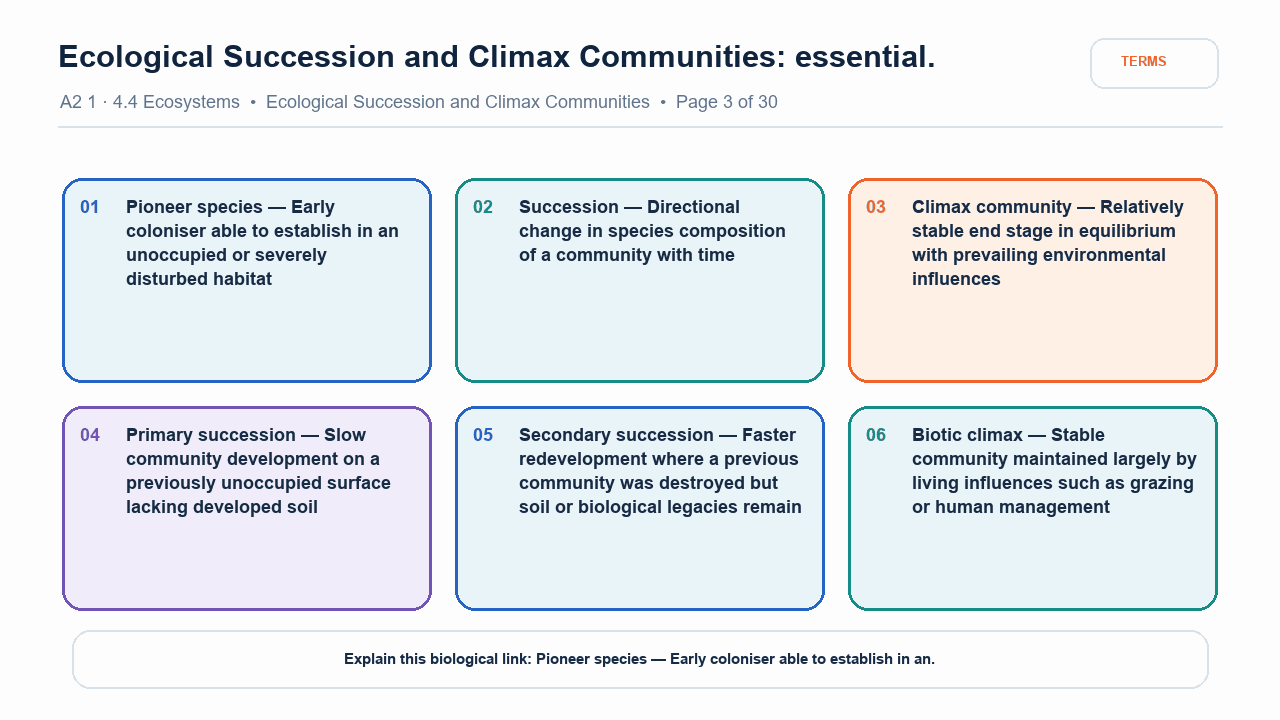 Ecological Succession and Climax Communities: essential.
TERMS
A2 1 · 4.4 Ecosystems • Ecological Succession and Climax Communities • Page 3 of 30
01
Pioneer species — Early
coloniser able to establish in an
unoccupied or severely
disturbed habitat
02
Succession — Directional
change in species composition
of a community with time
03
Climax community — Relatively
stable end stage in equilibrium
with prevailing environmental
influences
04
Primary succession — Slow
community development on a
previously unoccupied surface
lacking developed soil
05
Secondary succession — Faster
redevelopment where a previous
community was destroyed but
soil or biological legacies remain
06
Biotic climax — Stable
community maintained largely by
living influences such as grazing
or human management
Explain this biological link: Pioneer species — Early coloniser able to establish in an.